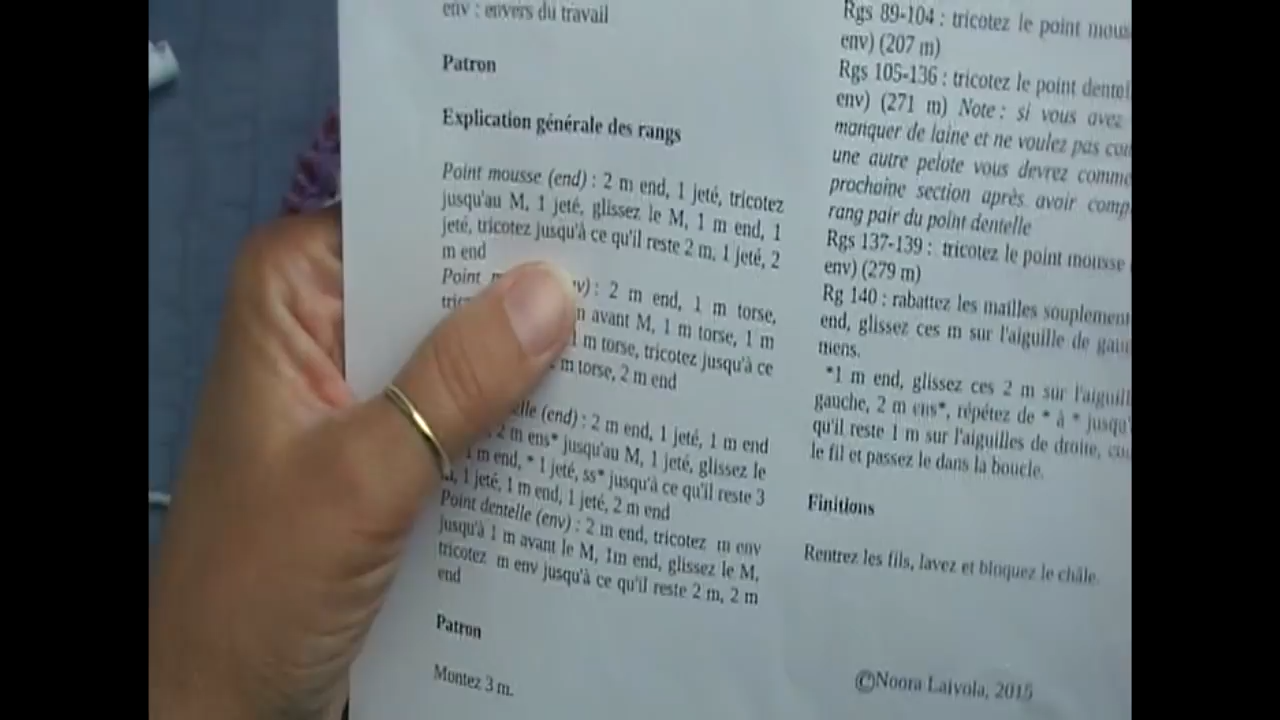 env : envers du travail
Patron
Explication générale des rangs
Point mousse (end) : 2 m end, 1 jeté, tricotez
jusqu'au M, 1 jeté, glissez le M, 1 m end, 1
jeté, tricotez jusqu'à ce qu'il reste 2 m, 1 jeté, 2
m end
Point 2 m end, 1 m torse,
avant M, 1 m torse, 1 m
m torse, tricotez jusqu'à ce
m torse, 2 m end
(end) : 2 m end, 1 jeté, 1 m end
2 m ens* jusqu'au M, 1 jeté, glissez le
m end, * 1 jeté, ss* jusqu'à ce qu'il reste 3
1 jeté, 1 m end, 1 jeté, 2 m end
Point dentelle (env) : 2 m end, tricotez m env
jusqu'à 1 m avant le M, 1m end, glissez le M,
tricotez m env jusqu'à ce qu'il reste 2 m, 2 m
end
Patron
Montez 3 m.
Rgs 89-104 : tricotez le point
env) (207 m)
Rgs 105-136 : tricotez le point
env) (271 m) Note : si vous avez
manquer de laine et ne voulez pas
une autre pelote vous devrez
prochaine section après avoir
rang pair du point dentelle
Rgs 137-139 : tricotez le point mousse
env) (279 m)
Rg 140 : rabattez les mailles
end, glissez ces m sur l'aiguille de
mens.
*1 m end, glissez ces 2 m sur
gauche, 2 m ens*, répétez de * à *
qu'il reste 1 m sur l'aiguilles de droite,
le fil et passez le dans la boucle.
Finitions
Rentrez les fils, lavez et bloquez le châle.
©Noora Laivola, 2015